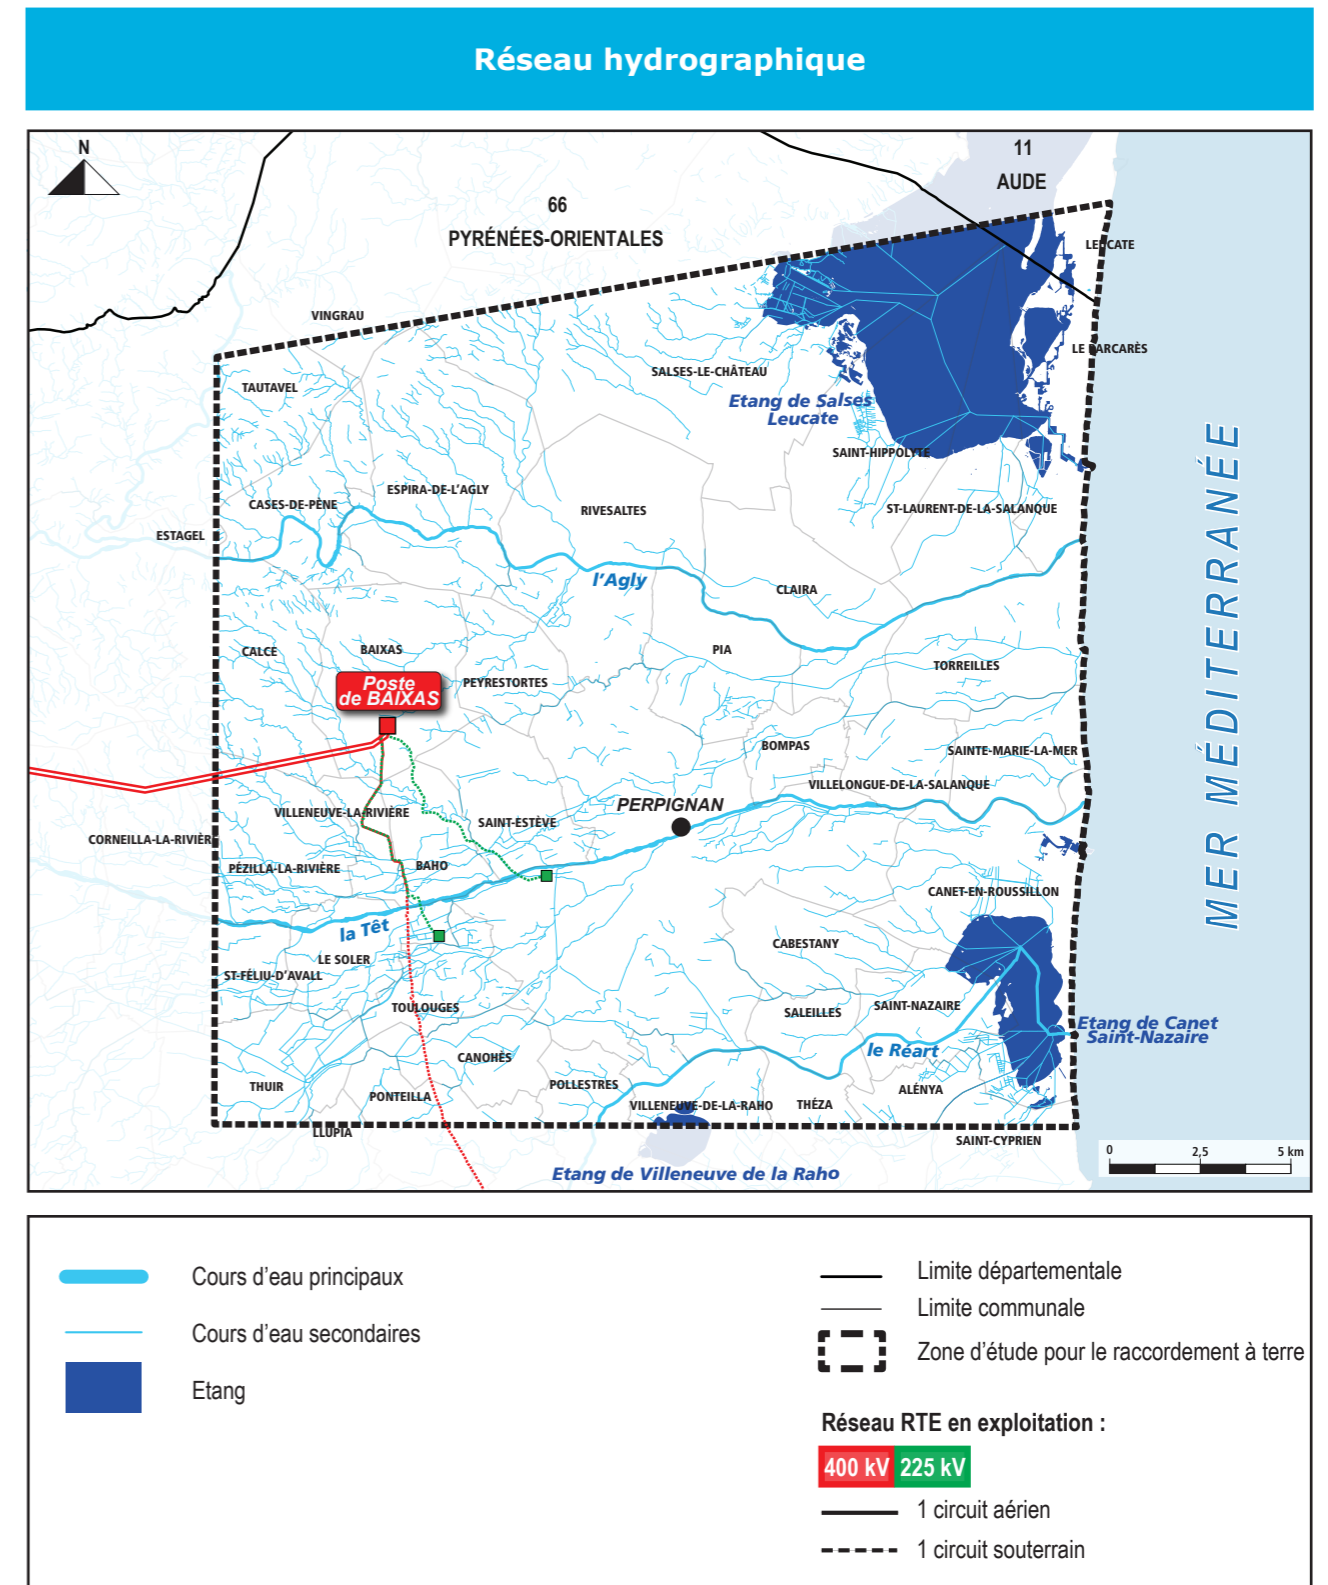 Réseau hydrographique
N
11
AUDE
66
PYRÉNÉES-ORIENTALES
LEUCATE
VINGRAU
LE BARCARÈS
SALSES-LE-CHÂTEAU
TAUTAVEL
Etang de Salses
Leucate
SAINT-HIPPOLYTE
ESPIRA-DE-L'AGLY
CASES-DE-PÈNE
RIVESALTES
ST-LAURENT-DE-LA-SALANQUE
ESTAGEL
l'Agly
CLAIRA
MER MÉDITERRANÉE
CALCE
BAIXAS
PIA
TORREILLES
PEYRESTORTES
Poste
de BAIXAS
BOMPAS
SAINTE-MARIE-LA-MER
VILLELONGUE-DE-LA-SALANQUE
PERPIGNAN
VILLENEUVE-LA-RIVIÈRE
SAINT-ESTÈVE
CORNEILLA-LA-RIVIÈRE
PÉZILLA-LA-RIVIÈRE
BAHO
CANET-EN-ROUSSILLON
la Têt
CABESTANY
LE SOLER
ST-FÉLIU-D'AVALL
TOULOUGES
SALEILLES
SAINT-NAZAIRE
Etang de Canet
Saint-Nazaire
le Réart
CANOHÈS
THUIR
PONTEILLA
POLLESTRES
ALÉNYA
VILLENEUVE-DE-LA-RAHO
THÉZA
LLUPIA
SAINT-CYPRIEN
Etang de Villeneuve de la Raho
0 2,5 5 km
Cours d'eau principaux
Cours d'eau secondaires
Etang
Limite départementale
Limite communale
Zone d'étude pour le raccordement à terre
Réseau RTE en exploitation :
400 kV 225 kV
1 circuit aérien
1 circuit souterrain